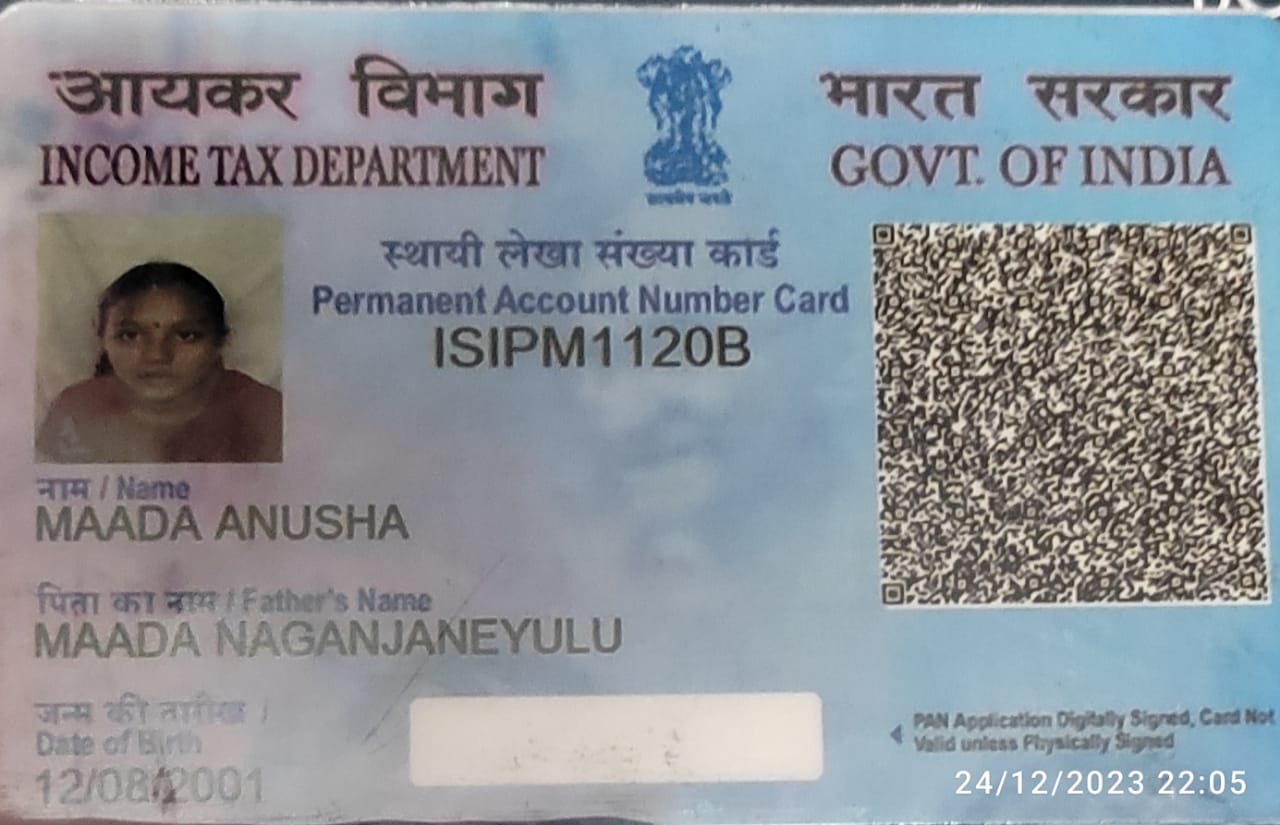 आयकर विभाग
INCOME TAX DEPARTMENT
भारत सरकार
GOVT. OF INDIA
सत्यमेव जयते
स्थायी लेखा संख्या कार्ड
Permanent Account Number Card
ISIPM1120B
नाम / Name
MAADA ANUSHA
पिता का नाम / Father's Name
MAADA NAGANJANEYULU
जन्म की तारीख /
Date of Birth
12/08/2001
PAN Application Digitally Signed, Card Not
Valid unless Physically Signed
24/12/2023 22:05